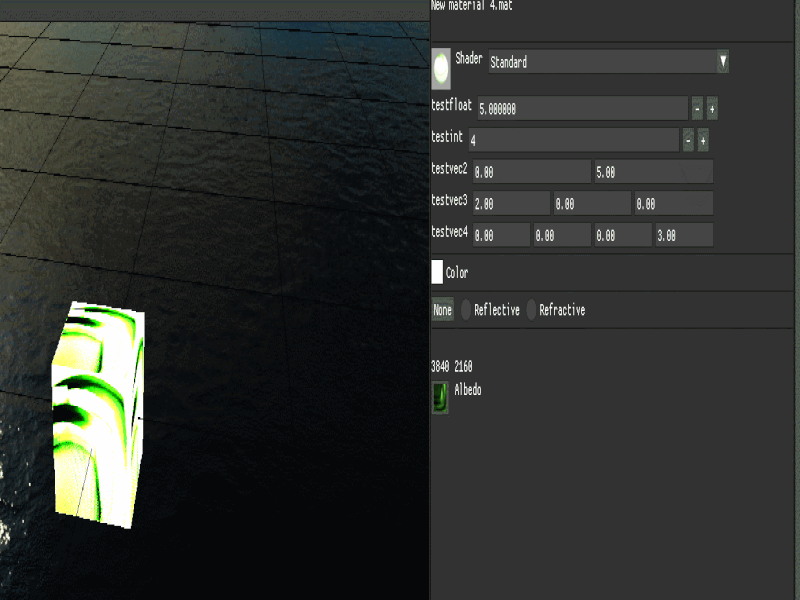 New material 4.mat
Shader Standard
testfloat 5.000000 - +
testint 4 - +
testvec2 0.00 5.00
testvec3 2.00 0.00 0.00
testvec4 0.00 0.00 0.00 3.00
Color
None Reflective Refractive
3840 2160
Albedo